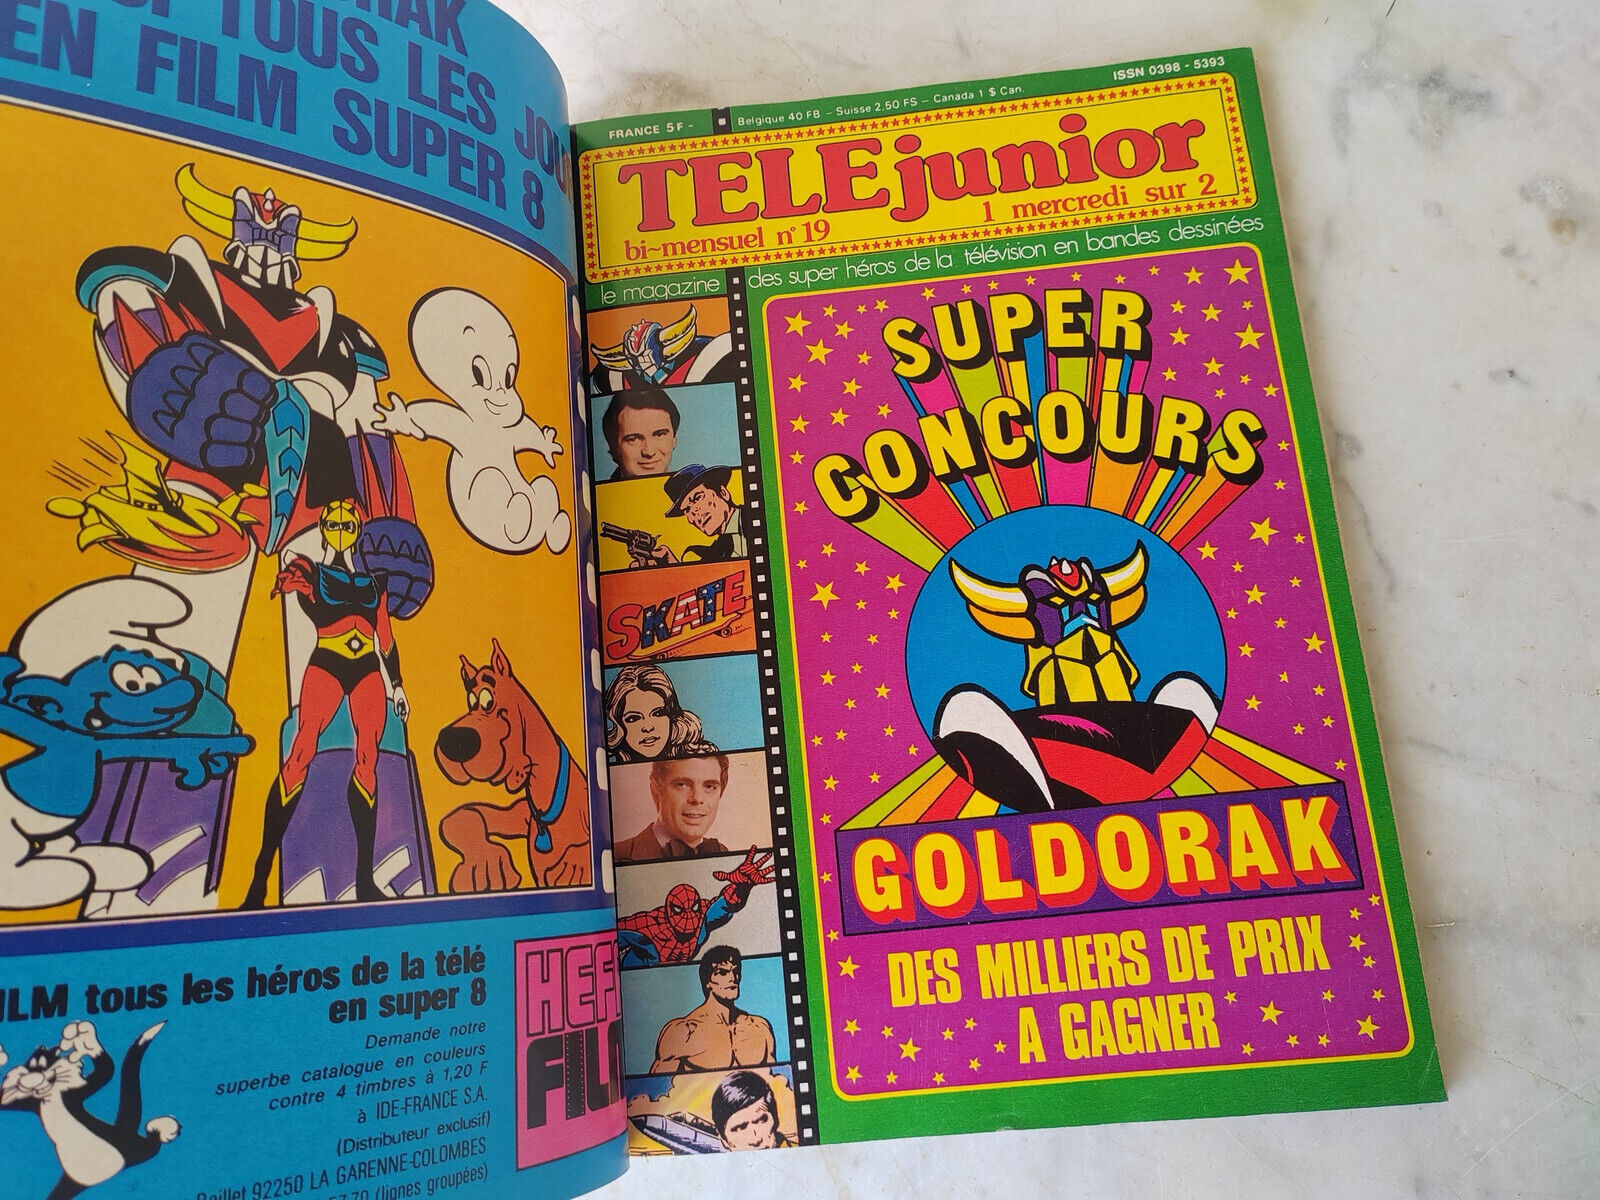 TOUS LES
EN FILM SUPER 8
FILM tous les héros de la télé
en super 8
Demande notre
superbe catalogue en couleurs
contre 4 timbres à 1,20 F
à IDE-FRANCE S.A.
(Distributeur exclusif)
92250 LA GARENNE-COLOMBES
70 (lignes groupées)
FILM
ISSN 0398 - 5393
FRANCE 5 F - Belgique 40 FB - Suisse 2.50 FS - Canada 1 $ Can.
TELEjunior
bi-mensuel n° 19 1 mercredi sur 2
le magazine des super héros de la télévision en bandes dessinées
SKATE
SUPER
CONCOURS
GOLDORAK
DES MILLIERS DE PRIX
A GAGNER